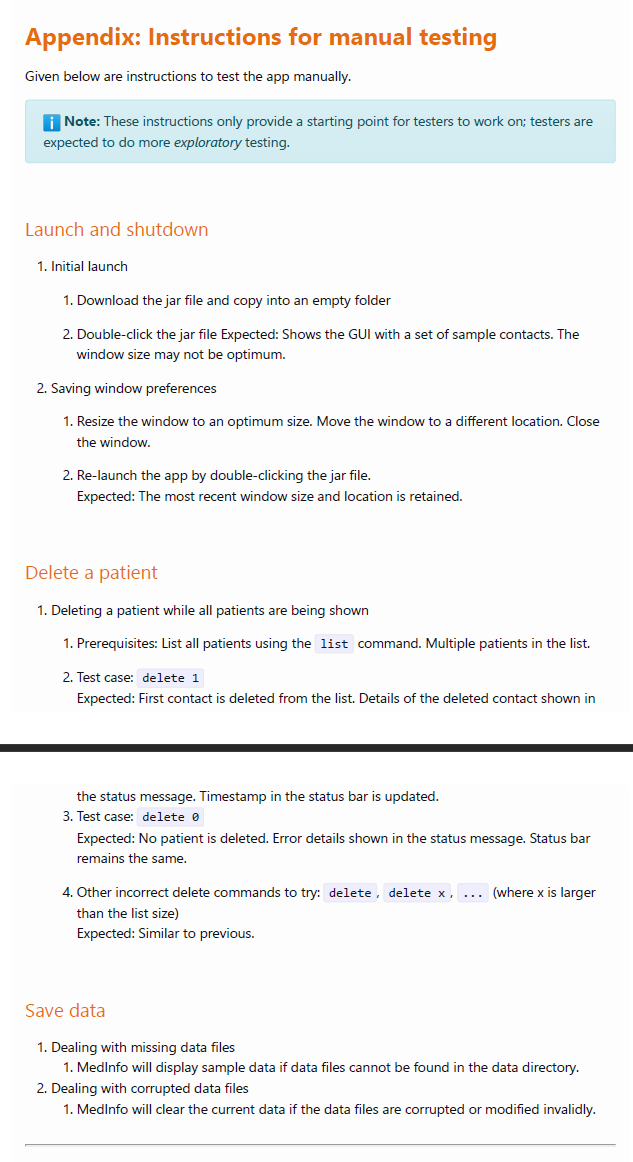 Appendix: Instructions for manual testing
Given below are instructions to test the app manually.
Note: These instructions only provide a starting point for testers to work on; testers are
expected to do more exploratory testing.
Launch and shutdown
1. Initial launch
1. Download the jar file and copy into an empty folder
2. Double-click the jar file Expected: Shows the GUI with a set of sample contacts. The
window size may not be optimum.
2. Saving window preferences
1. Resize the window to an optimum size. Move the window to a different location. Close
the window.
2. Re-launch the app by double-clicking the jar file.
Expected: The most recent window size and location is retained.
Delete a patient
1. Deleting a patient while all patients are being shown
1. Prerequisites: List all patients using the list command. Multiple patients in the list.
2. Test case: delete 1
Expected: First contact is deleted from the list. Details of the deleted contact shown in
the status message. Timestamp in the status bar is updated.
3. Test case: delete 0
Expected: No patient is deleted. Error details shown in the status message. Status bar
remains the same.
4. Other incorrect delete commands to try: delete, delete x, ... (where x is larger
than the list size)
Expected: Similar to previous.
Save data
1. Dealing with missing data files
1. MedInfo will display sample data if data files cannot be found in the data directory.
2. Dealing with corrupted data files
1. MedInfo will clear the current data if the data files are corrupted or modified invalidly.